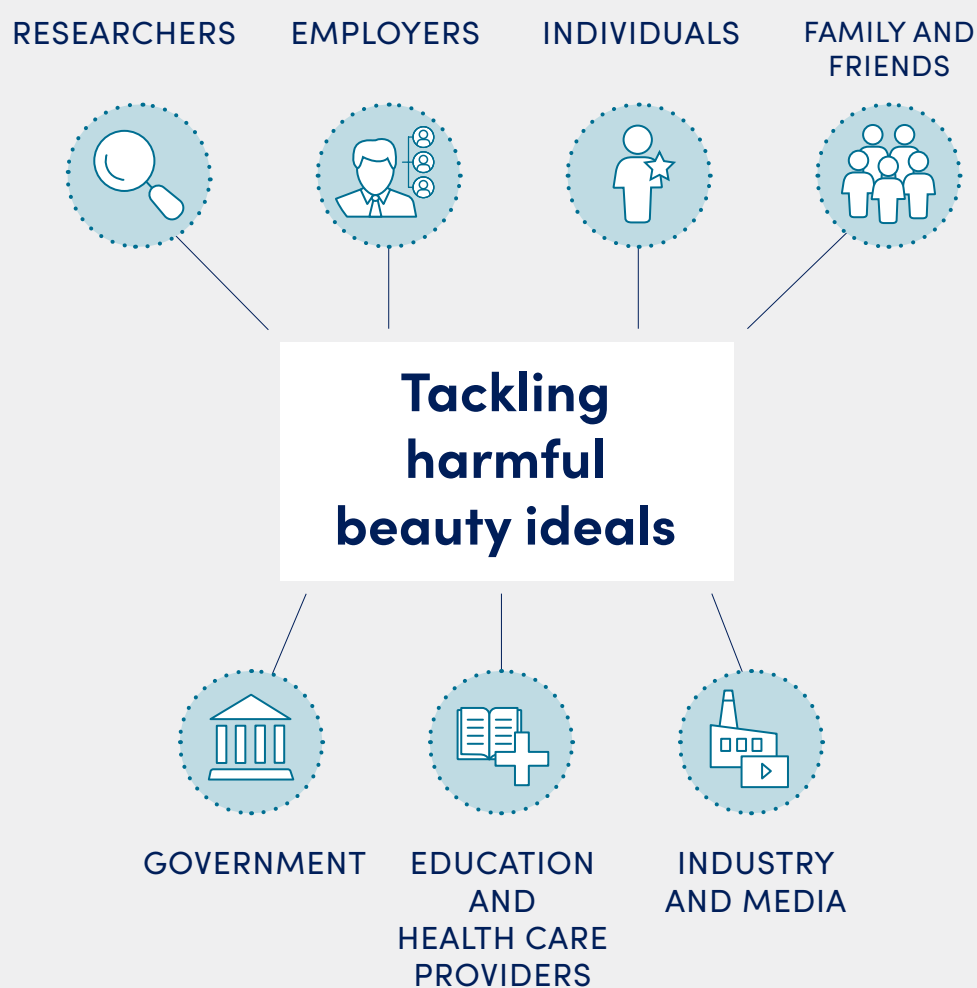 RESEARCHERS
EMPLOYERS
INDIVIDUALS
FAMILY AND
FRIENDS
Tackling
harmful
beauty ideals
GOVERNMENT
EDUCATION
AND
HEALTH CARE
PROVIDERS
INDUSTRY
AND MEDIA